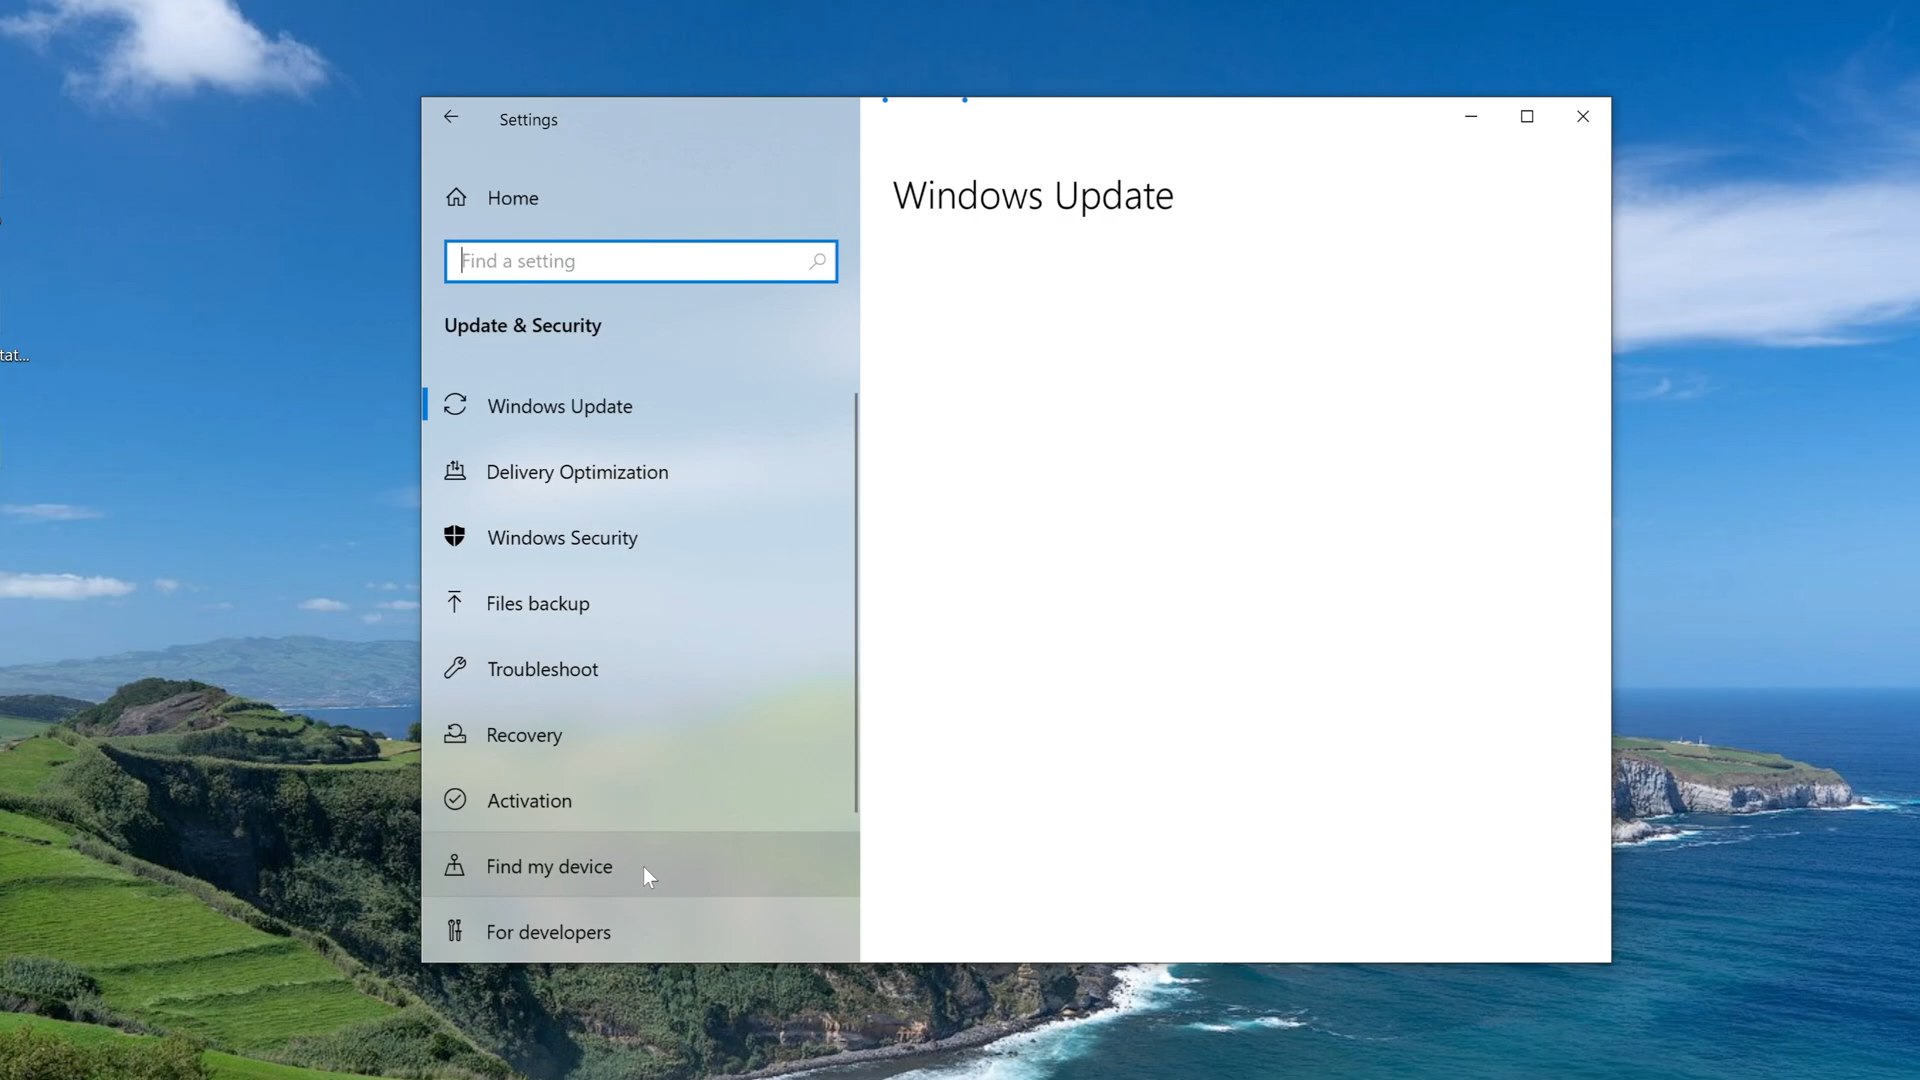 Settings
Home
Find a setting
Update & Security
Windows Update
Delivery Optimization
Windows Security
Files backup
Troubleshoot
Recovery
Activation
Find my device
For developers
Windows Update
tat...